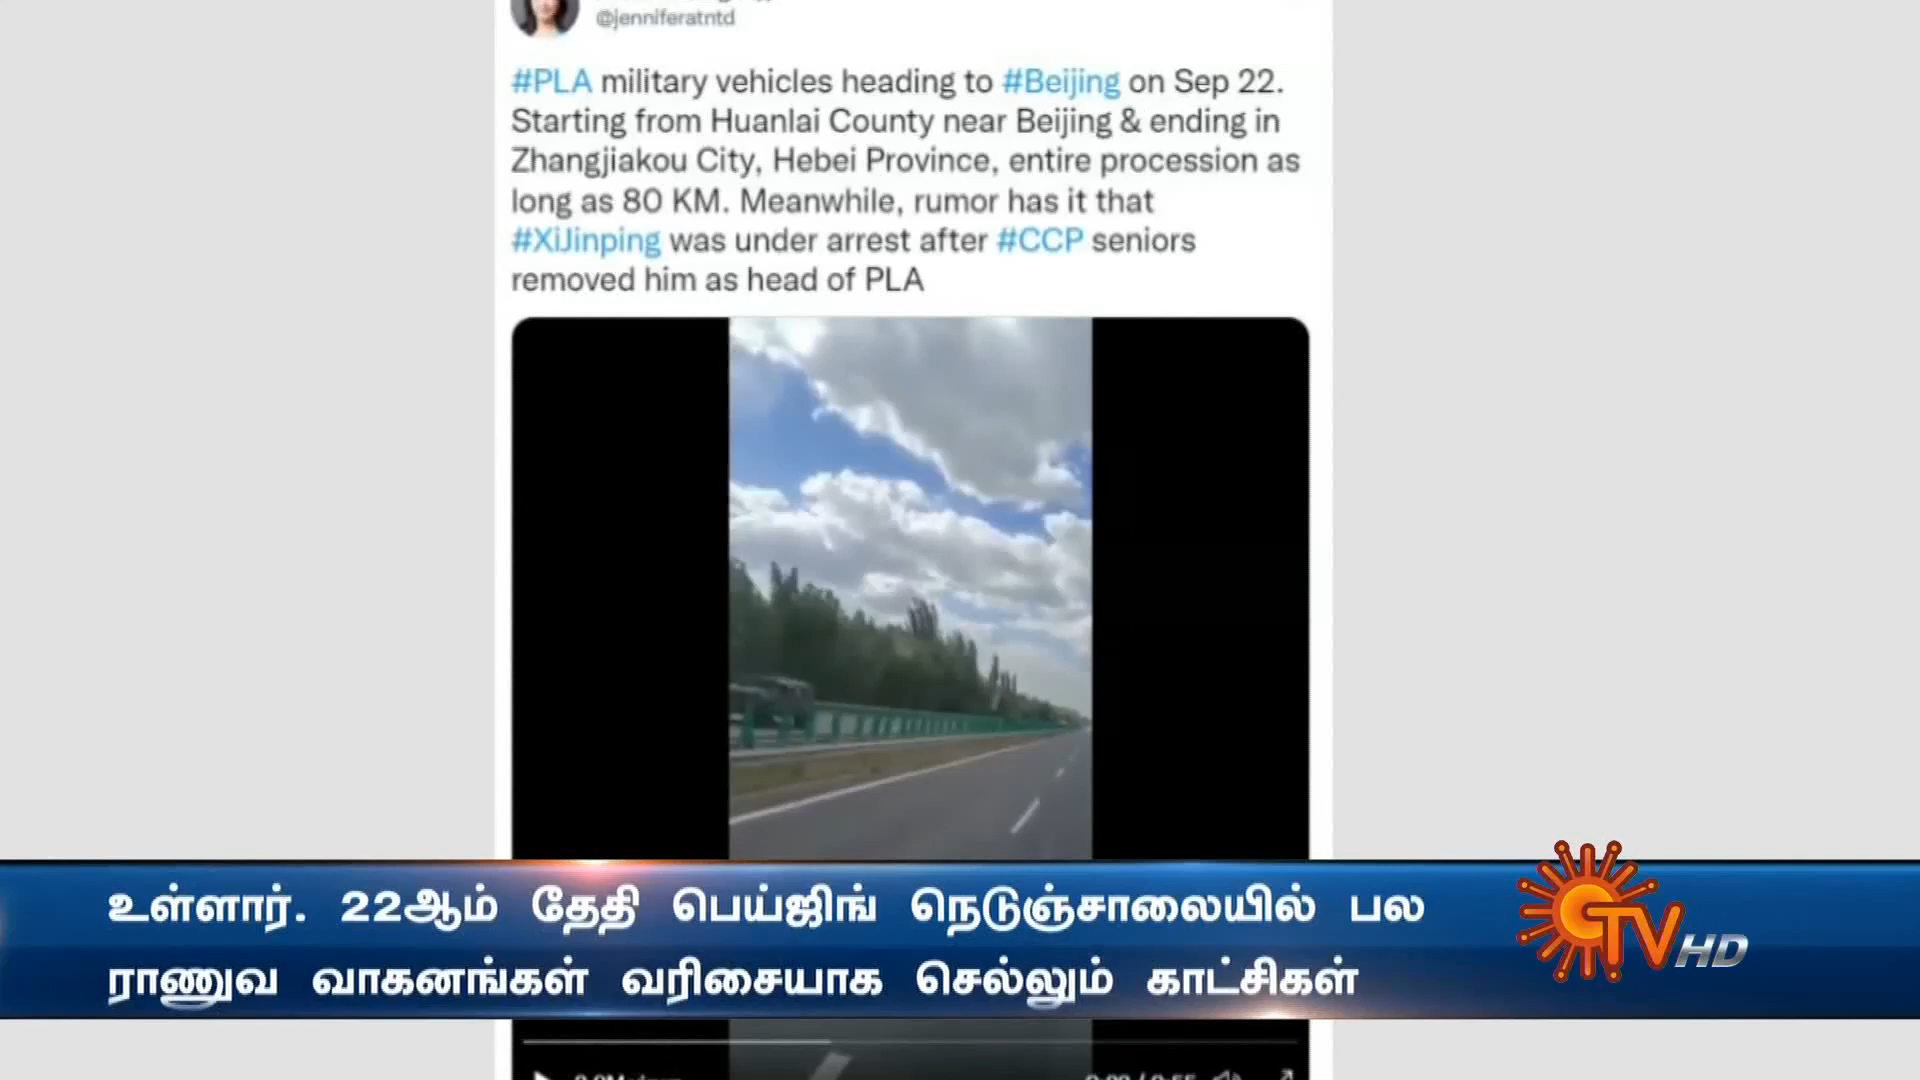 @jenniferatntd
#PLA military vehicles heading to #Beijing on Sep 22.
Starting from Huanlai County near Beijing & ending in
Zhangjiakou City, Hebei Province, entire procession as
long as 80 KM. Meanwhile, rumor has it that
#XiJinping was under arrest after #CCP seniors
removed him as head of PLA
உள்ளார். 22ஆம் தேதி பெய்ஜிங் நெடுஞ்சாலையில் பல
ராணுவ வாகனங்கள் வரிசையாக செல்லும் காட்சிகள்
TV HD